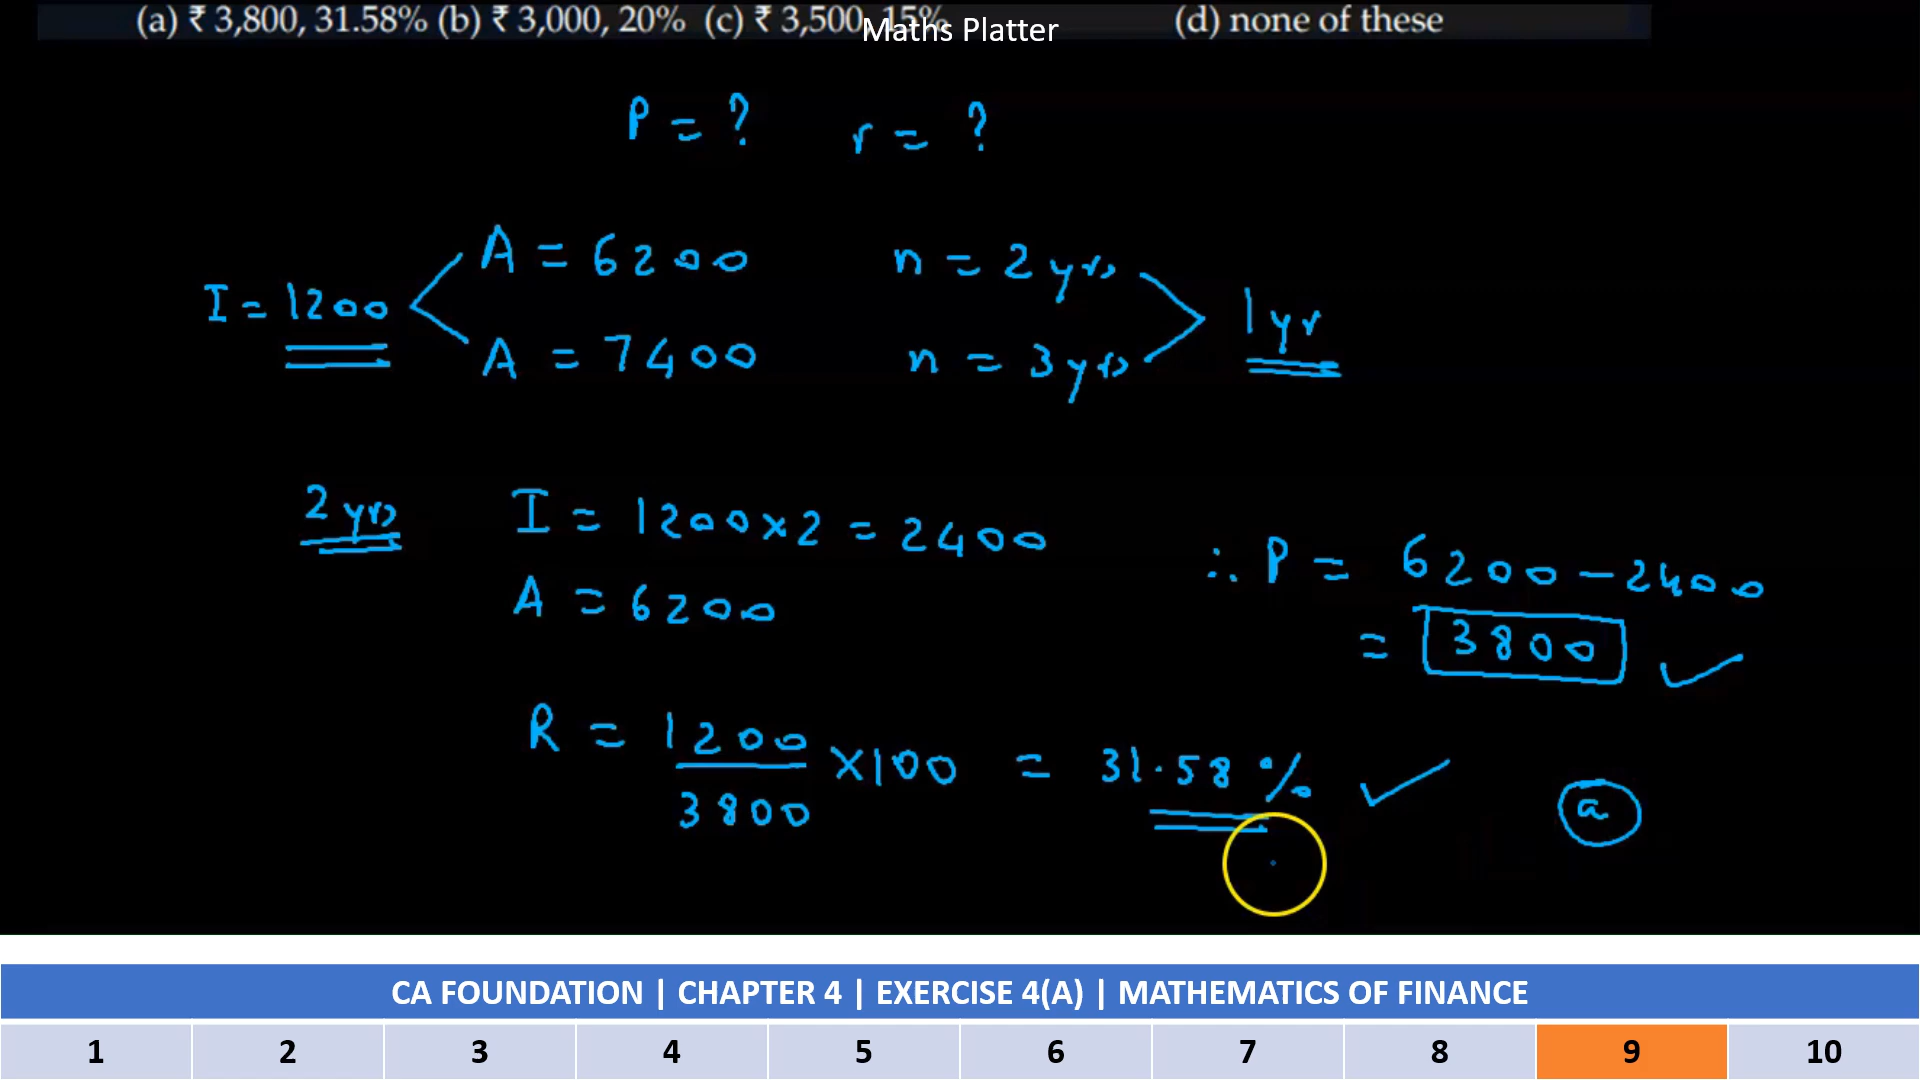 (a) ₹ 3,800, 31.58% (b) ₹ 3,000, 20% (c) ₹ 3,500, 15% (d) none of these
Maths Platter
P = ? r = ?
A = 6200 n = 2 yrs
I = 1200 1 yr
A = 7400 n = 3 yrs
2 yrs I = 1200 × 2 = 2400
∴ P = 6200 − 2400
A = 6200
= 3800
R = 1200/3800 × 100 = 31.58 %
a
CA FOUNDATION | CHAPTER 4 | EXERCISE 4(A) | MATHEMATICS OF FINANCE
1 2 3 4 5 6 7 8 9 10